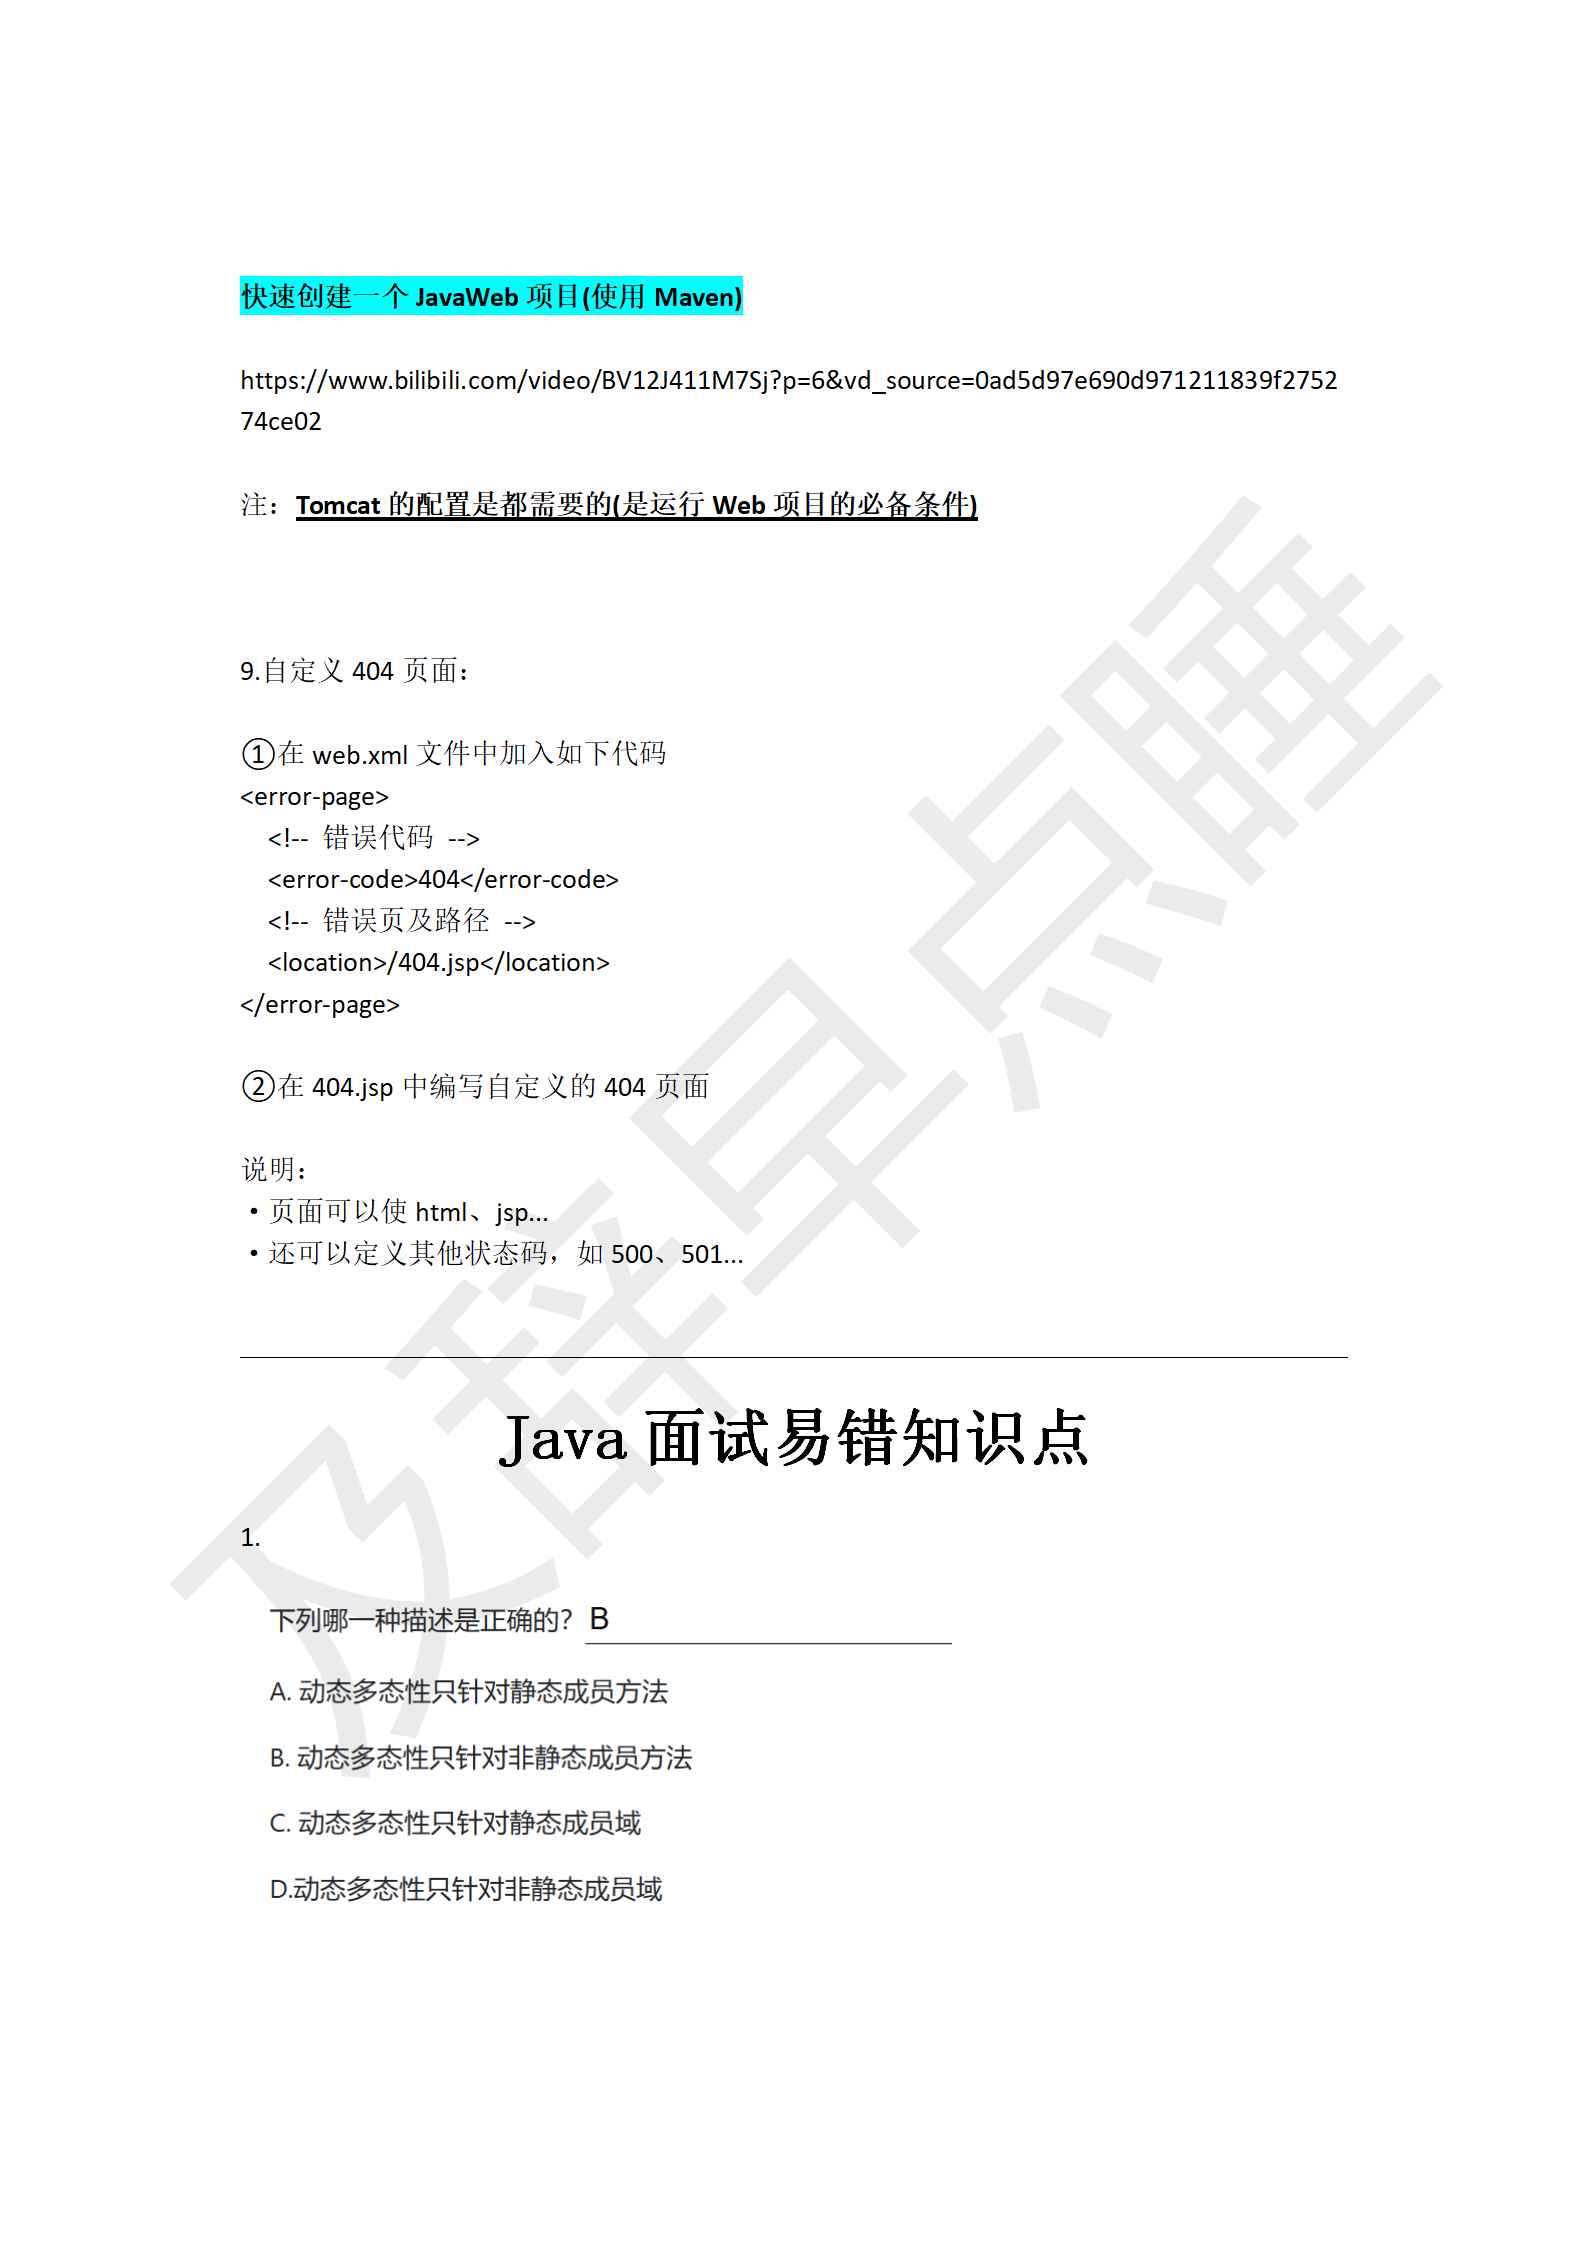 快速创建一个 JavaWeb 项目(使用 Maven)
https://www.bilibili.com/video/BV12J411M7Sj?p=6&vd_source=0ad5d97e690d971211839f2752
74ce02
注：Tomcat 的配置是都需要的(是运行 Web 项目的必备条件)
9.自定义 404 页面：
①在 web.xml 文件中加入如下代码
<error-page>
<!-- 错误代码 -->
<error-code>404</error-code>
<!-- 错误页及路径 -->
<location>/404.jsp</location>
</error-page>
②在 404.jsp 中编写自定义的 404 页面
说明：
·页面可以使 html、jsp...
·还可以定义其他状态码，如 500、501...
Java 面试易错知识点
1.
下列哪一种描述是正确的？ B
A. 动态多态性只针对静态成员方法
B. 动态多态性只针对非静态成员方法
C. 动态多态性只针对静态成员域
D.动态多态性只针对非静态成员域
及辞早点睡